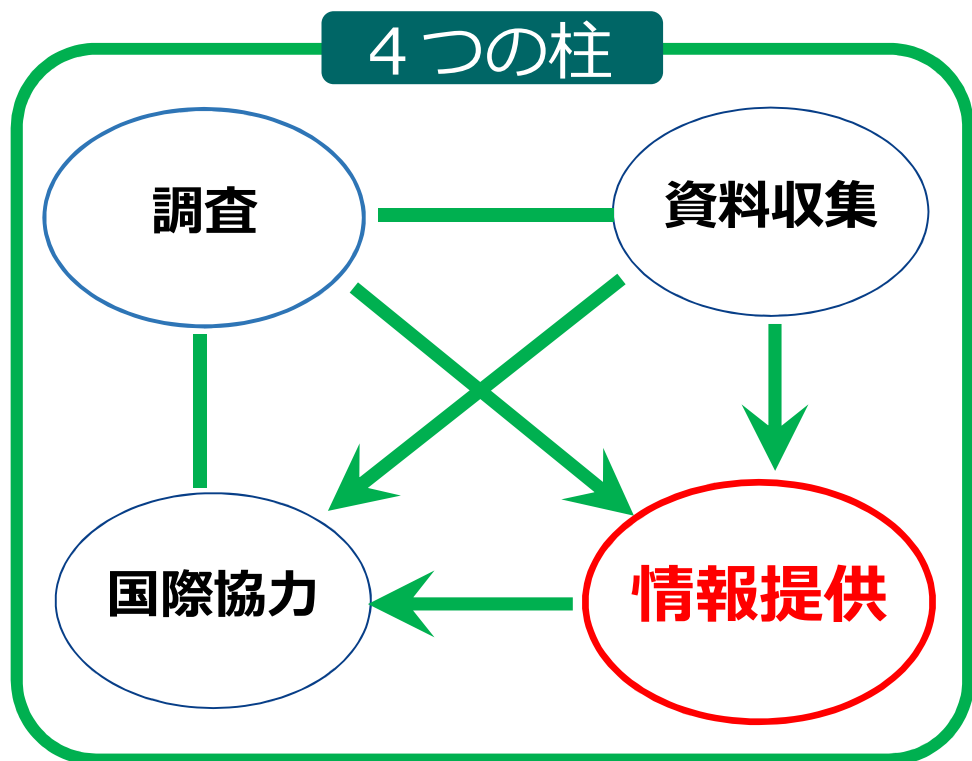 ４つの柱
調査
資料収集
国際協力
情報提供